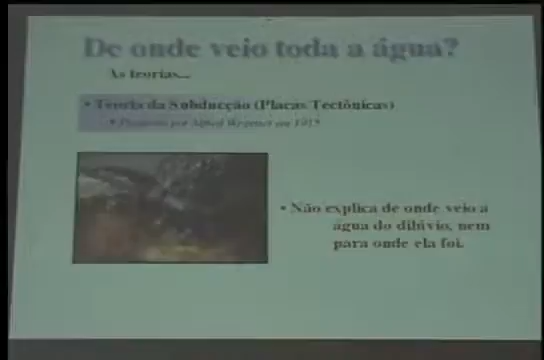 De onde veio toda a água?
As teorias...
• Teoria da Subducção (Placas Tectônicas)
• Proposto por Alfred Wegener em 1915
• Não explica de onde veio a
água do dilúvio, nem
para onde ela foi.